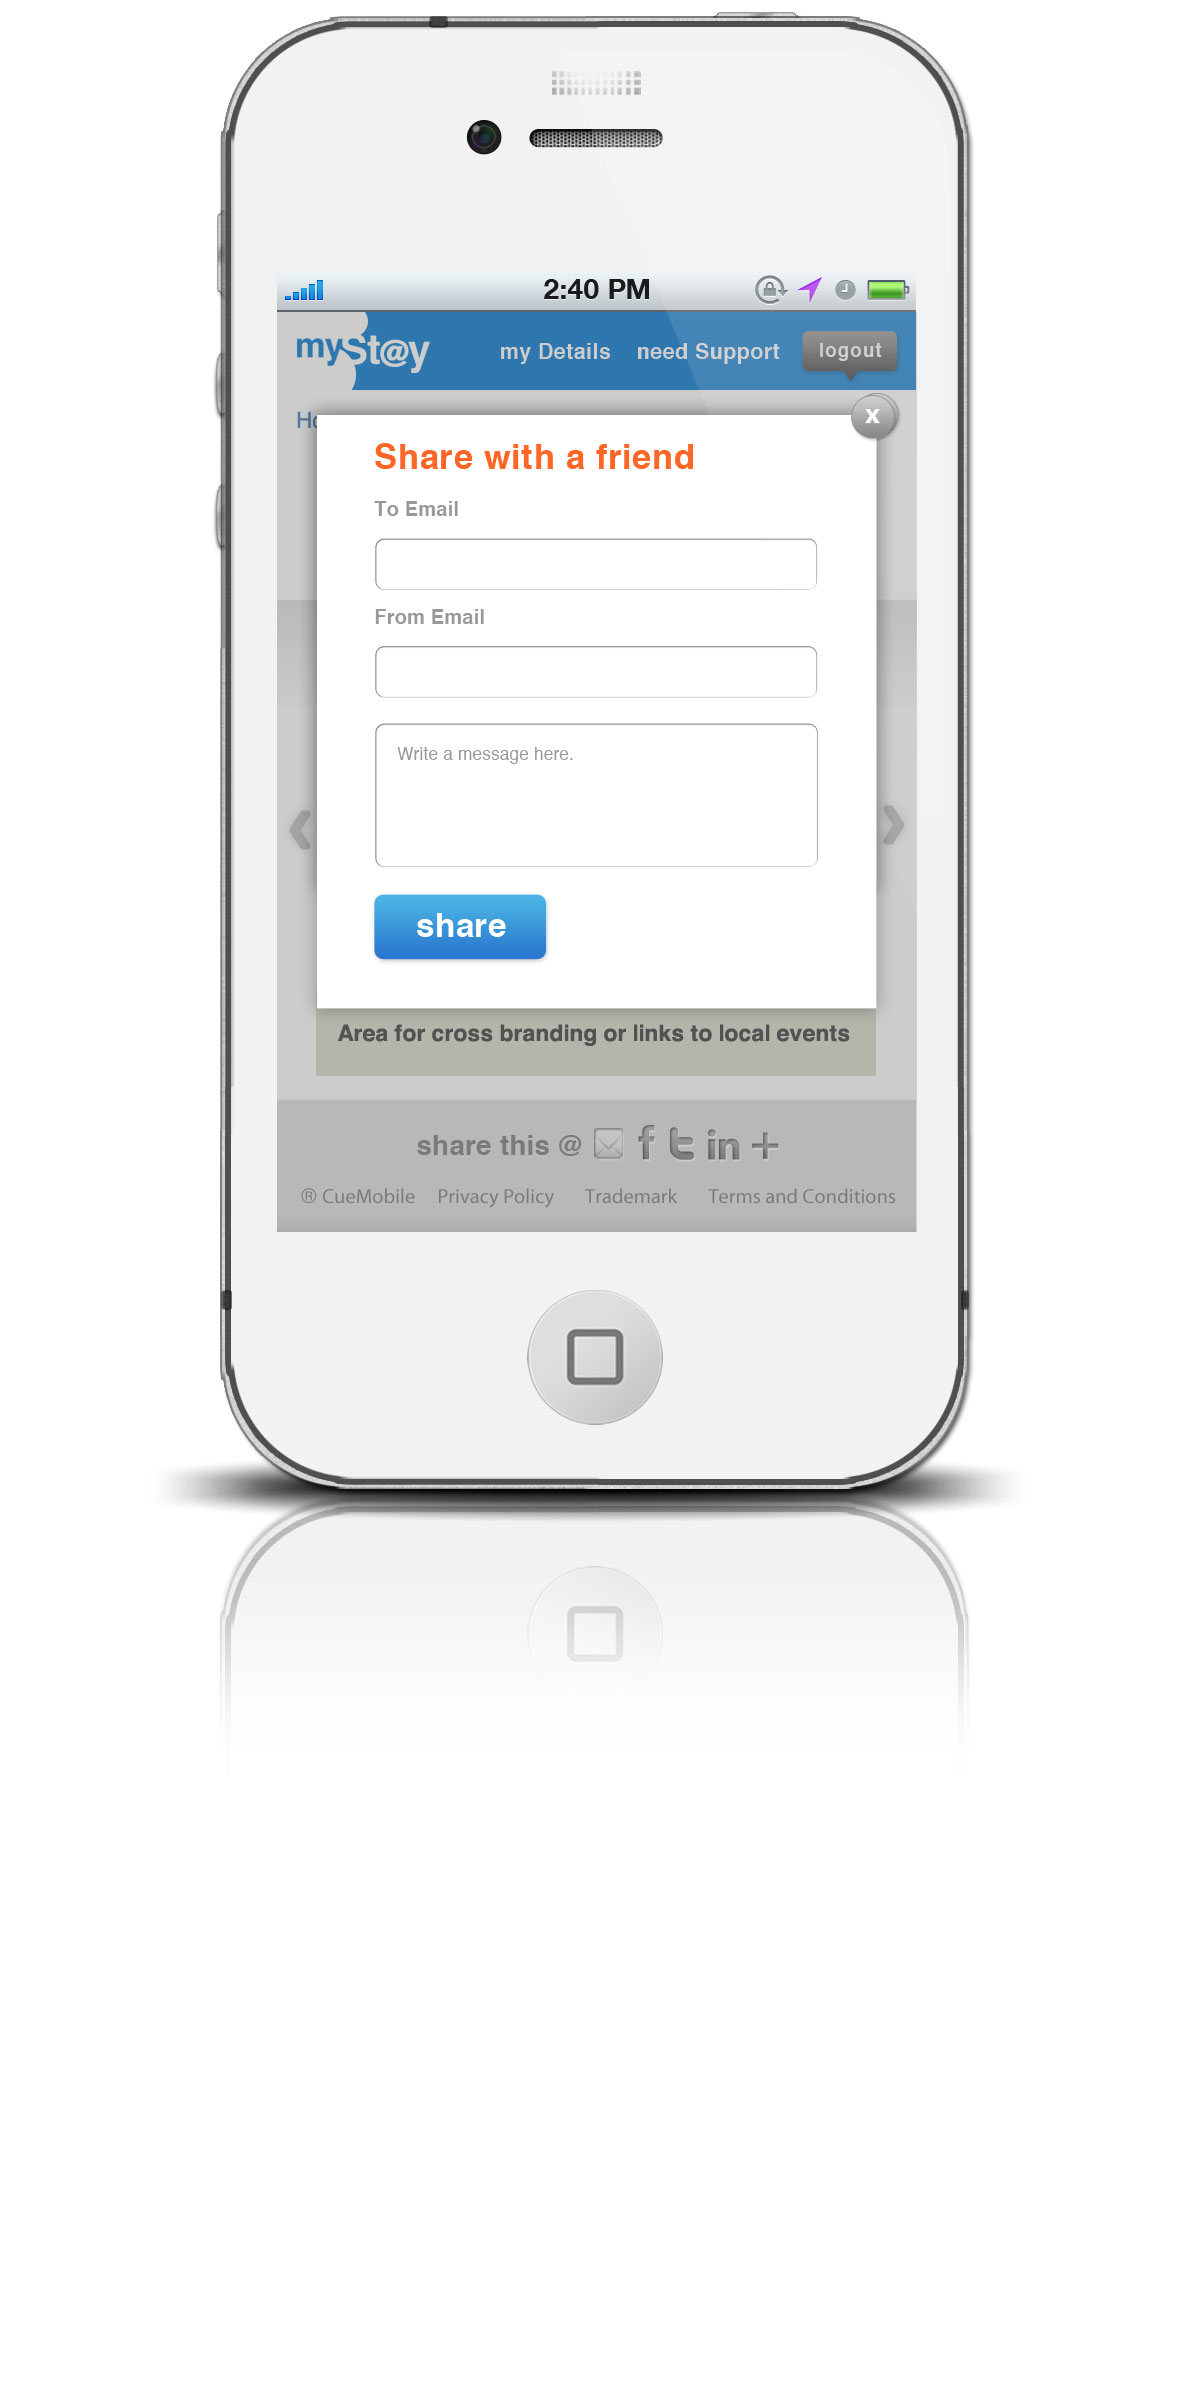 2:40 PM
mySt@y
my Details
need Support
logout
x
Share with a friend
To Email
From Email
Write a message here.
share
Area for cross branding or links to local events
share this @ f t in +
® CueMobile Privacy Policy Trademark Terms and Conditions